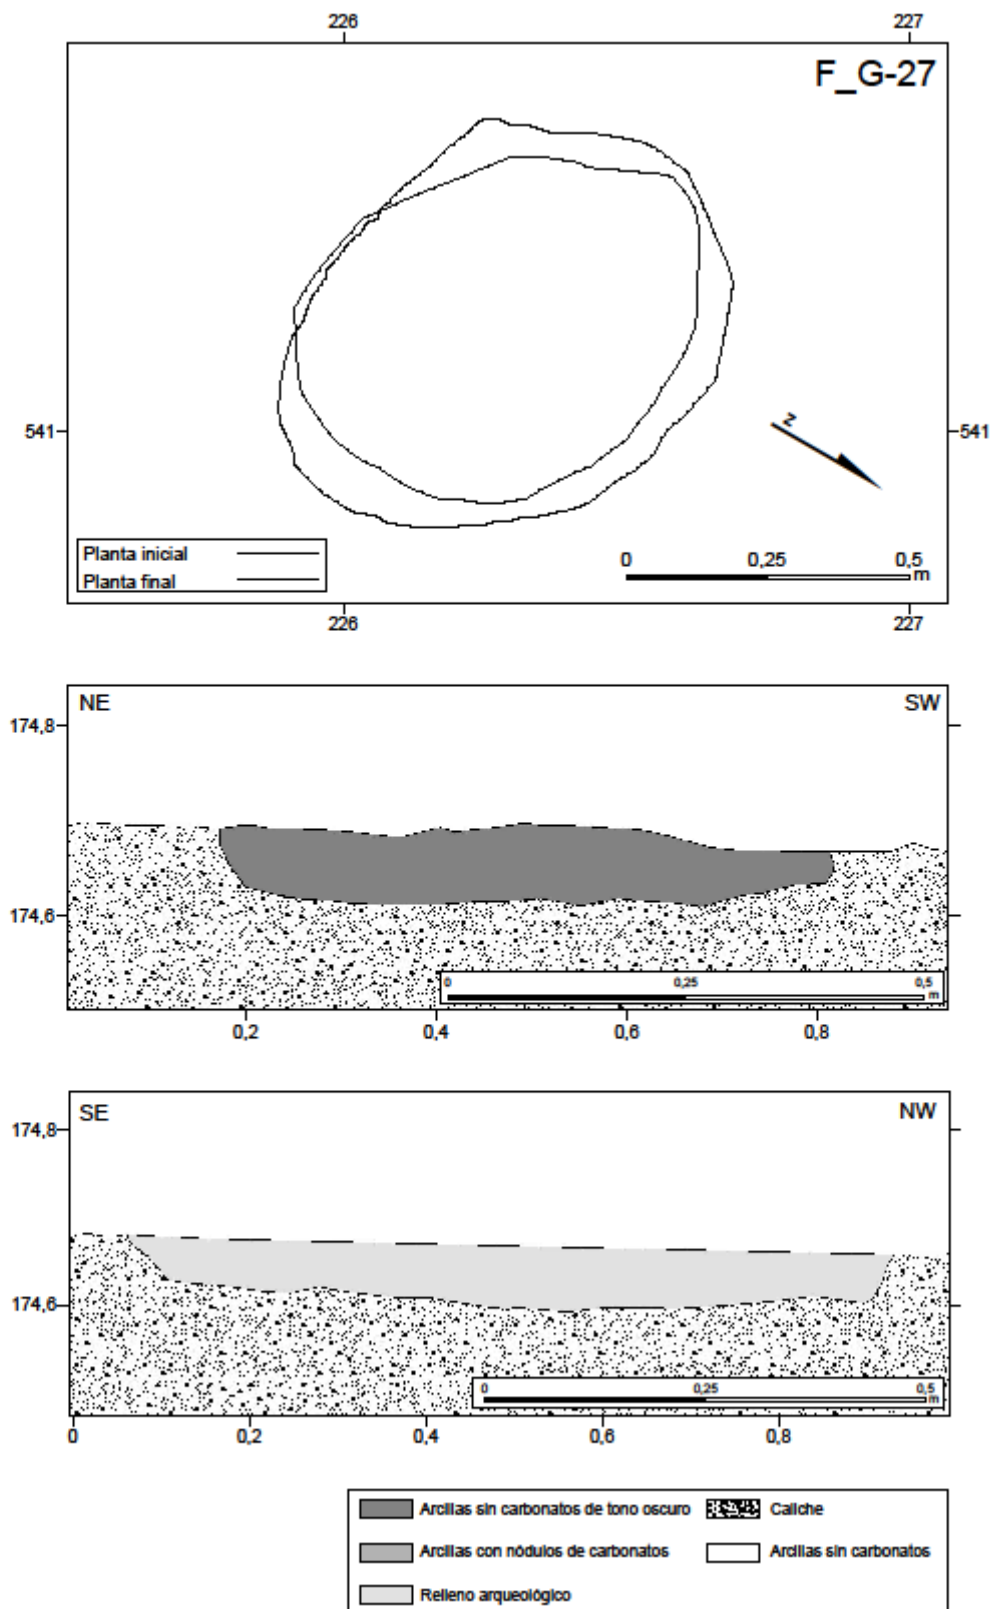 226 227
F_G-27
541 541
N
Planta inicial
Planta final
0 0,25 0,5
m
226 227
NE SW
174,8
174,6
0 0,25 0,5
m
0,2 0,4 0,6 0,8
SE NW
174,8
174,6
0 0,25 0,5
m
0 0,2 0,4 0,6 0,8
Arcillas sin carbonatos de tono oscuro Caliche
Arcillas con nódulos de carbonatos Arcillas sin carbonatos
Relleno arqueológico